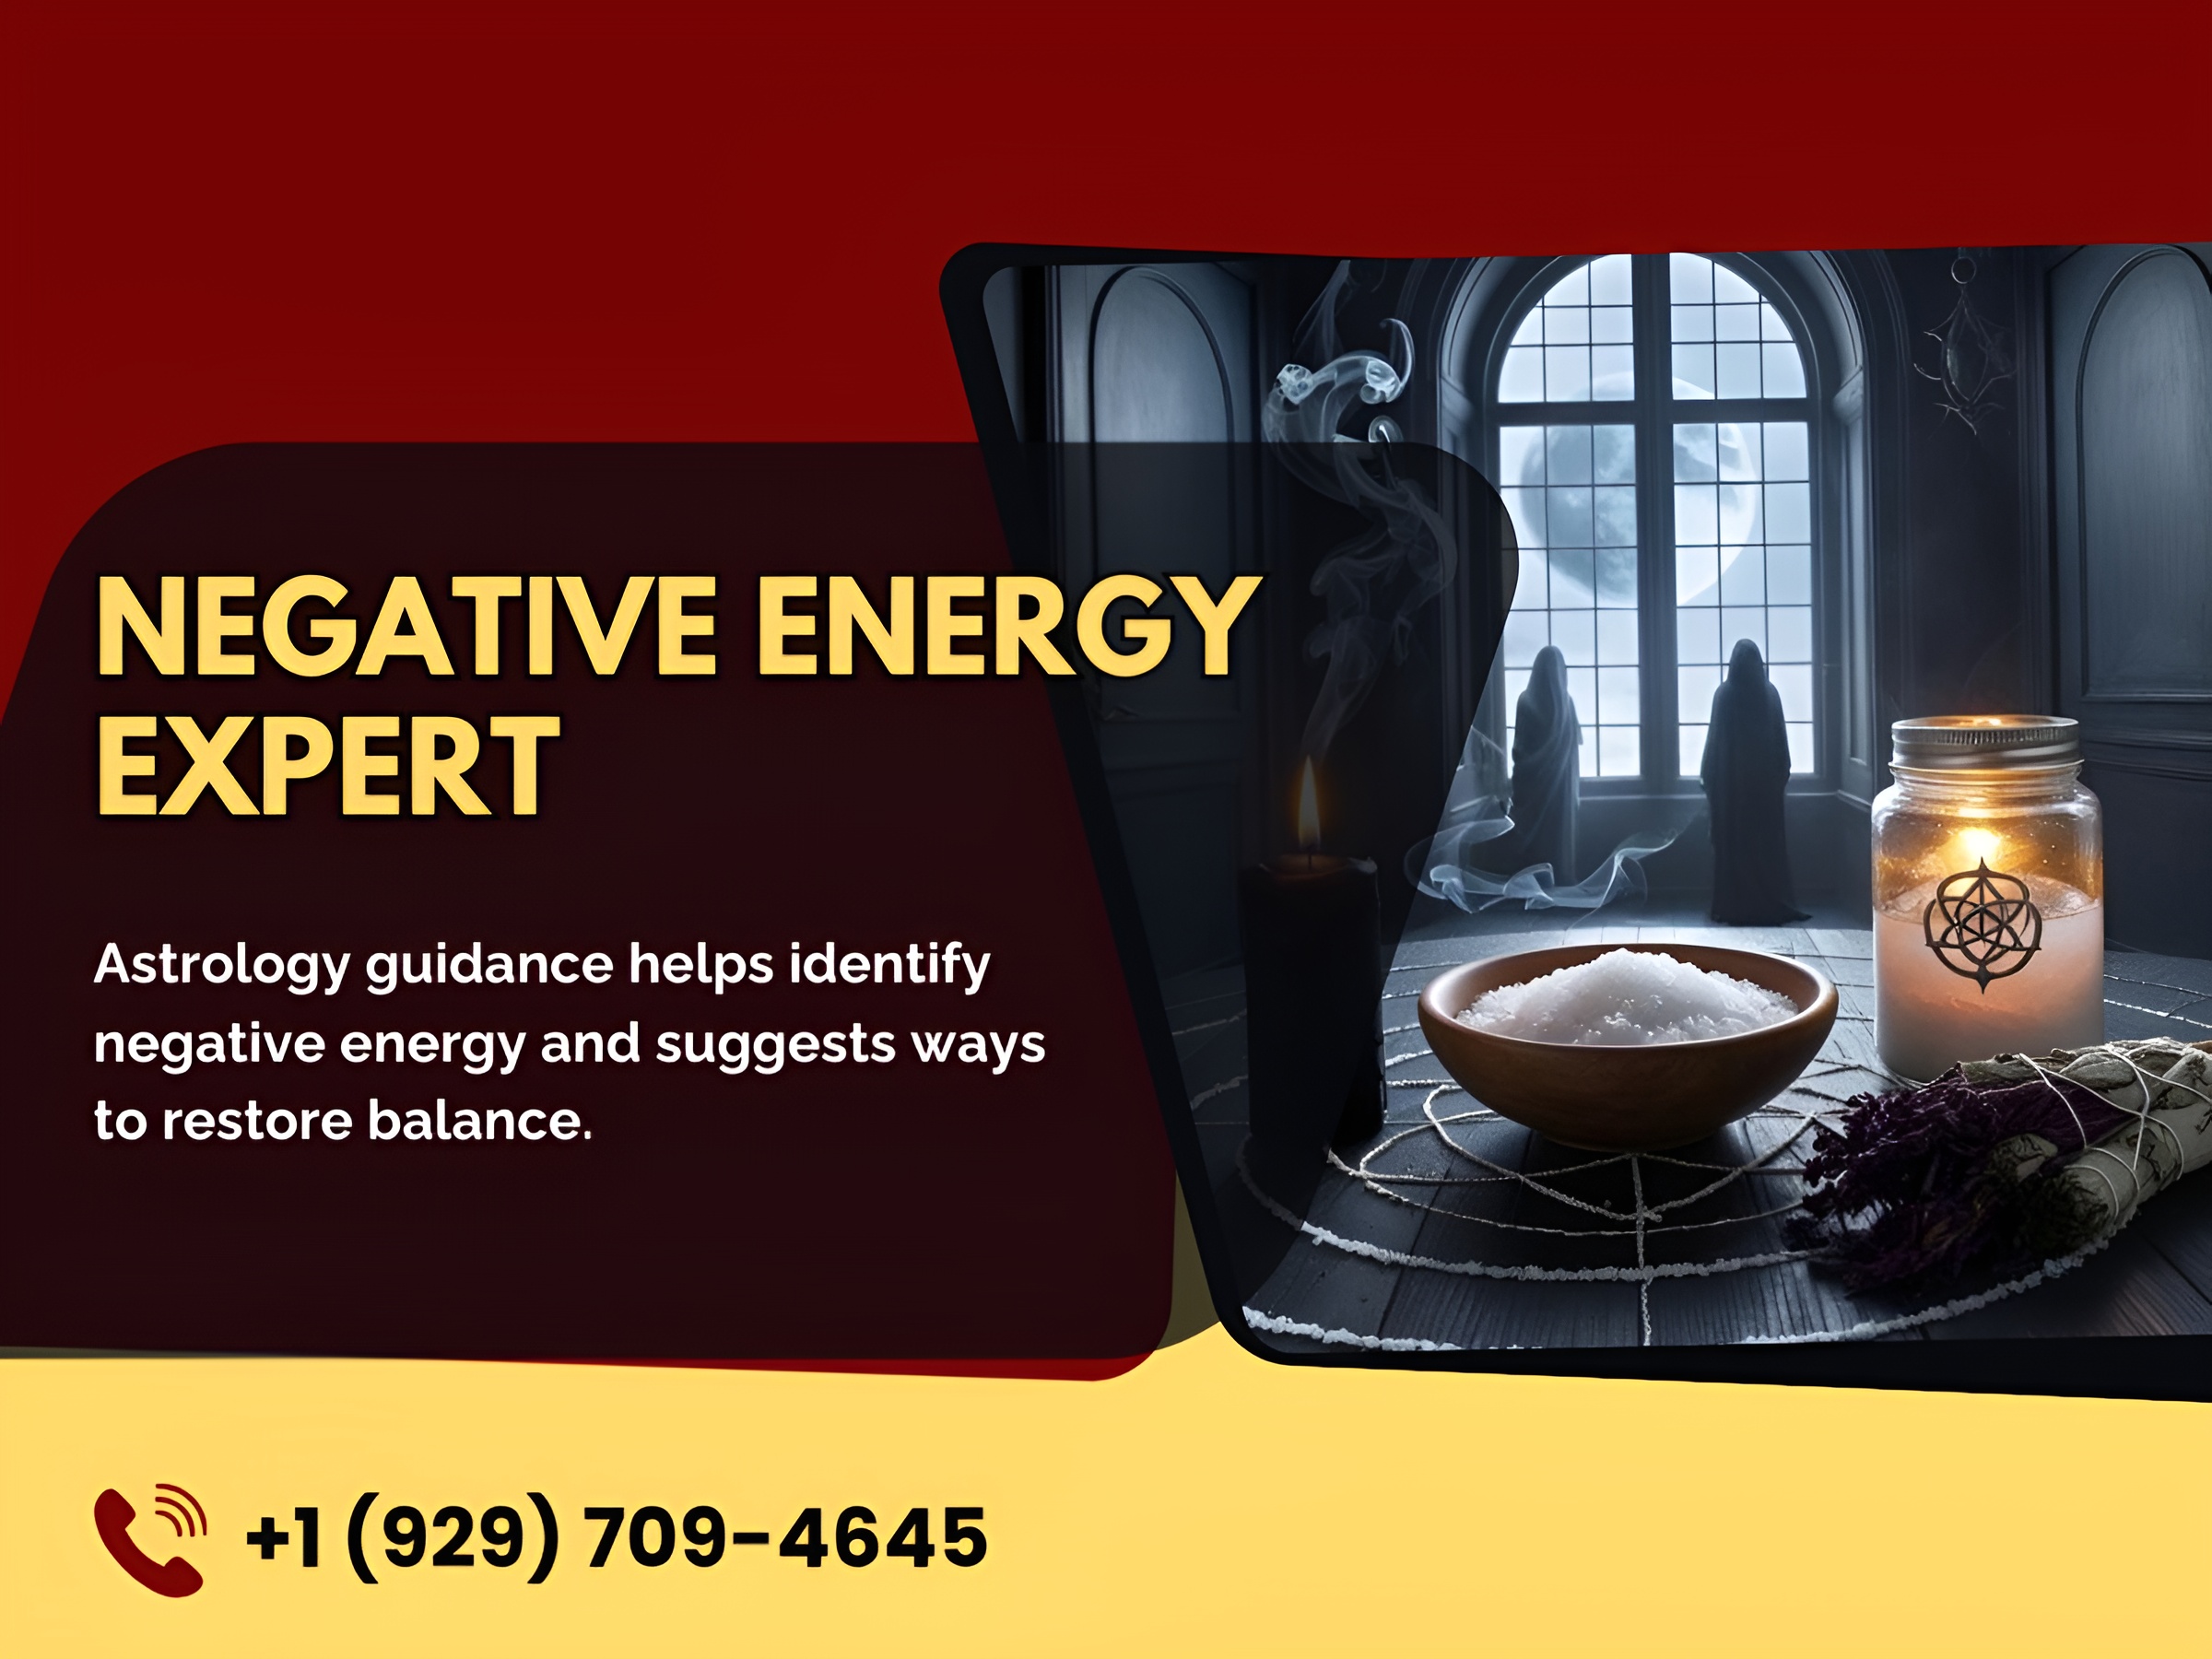 NEGATIVE ENERGY
EXPERT
Astrology guidance helps identify
negative energy and suggests ways
to restore balance.
+1 (929) 709-4645